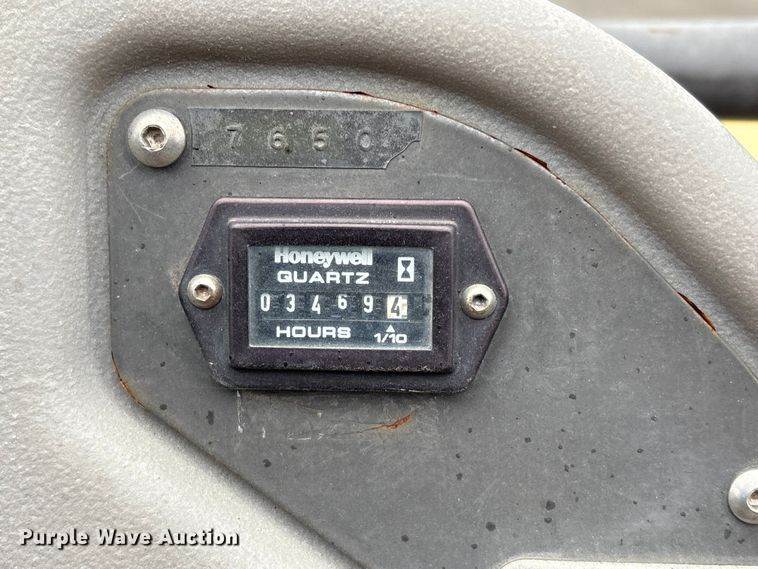 7650
Honeywell
QUARTZ
034694
HOURS 1/10
Purple Wave Auction